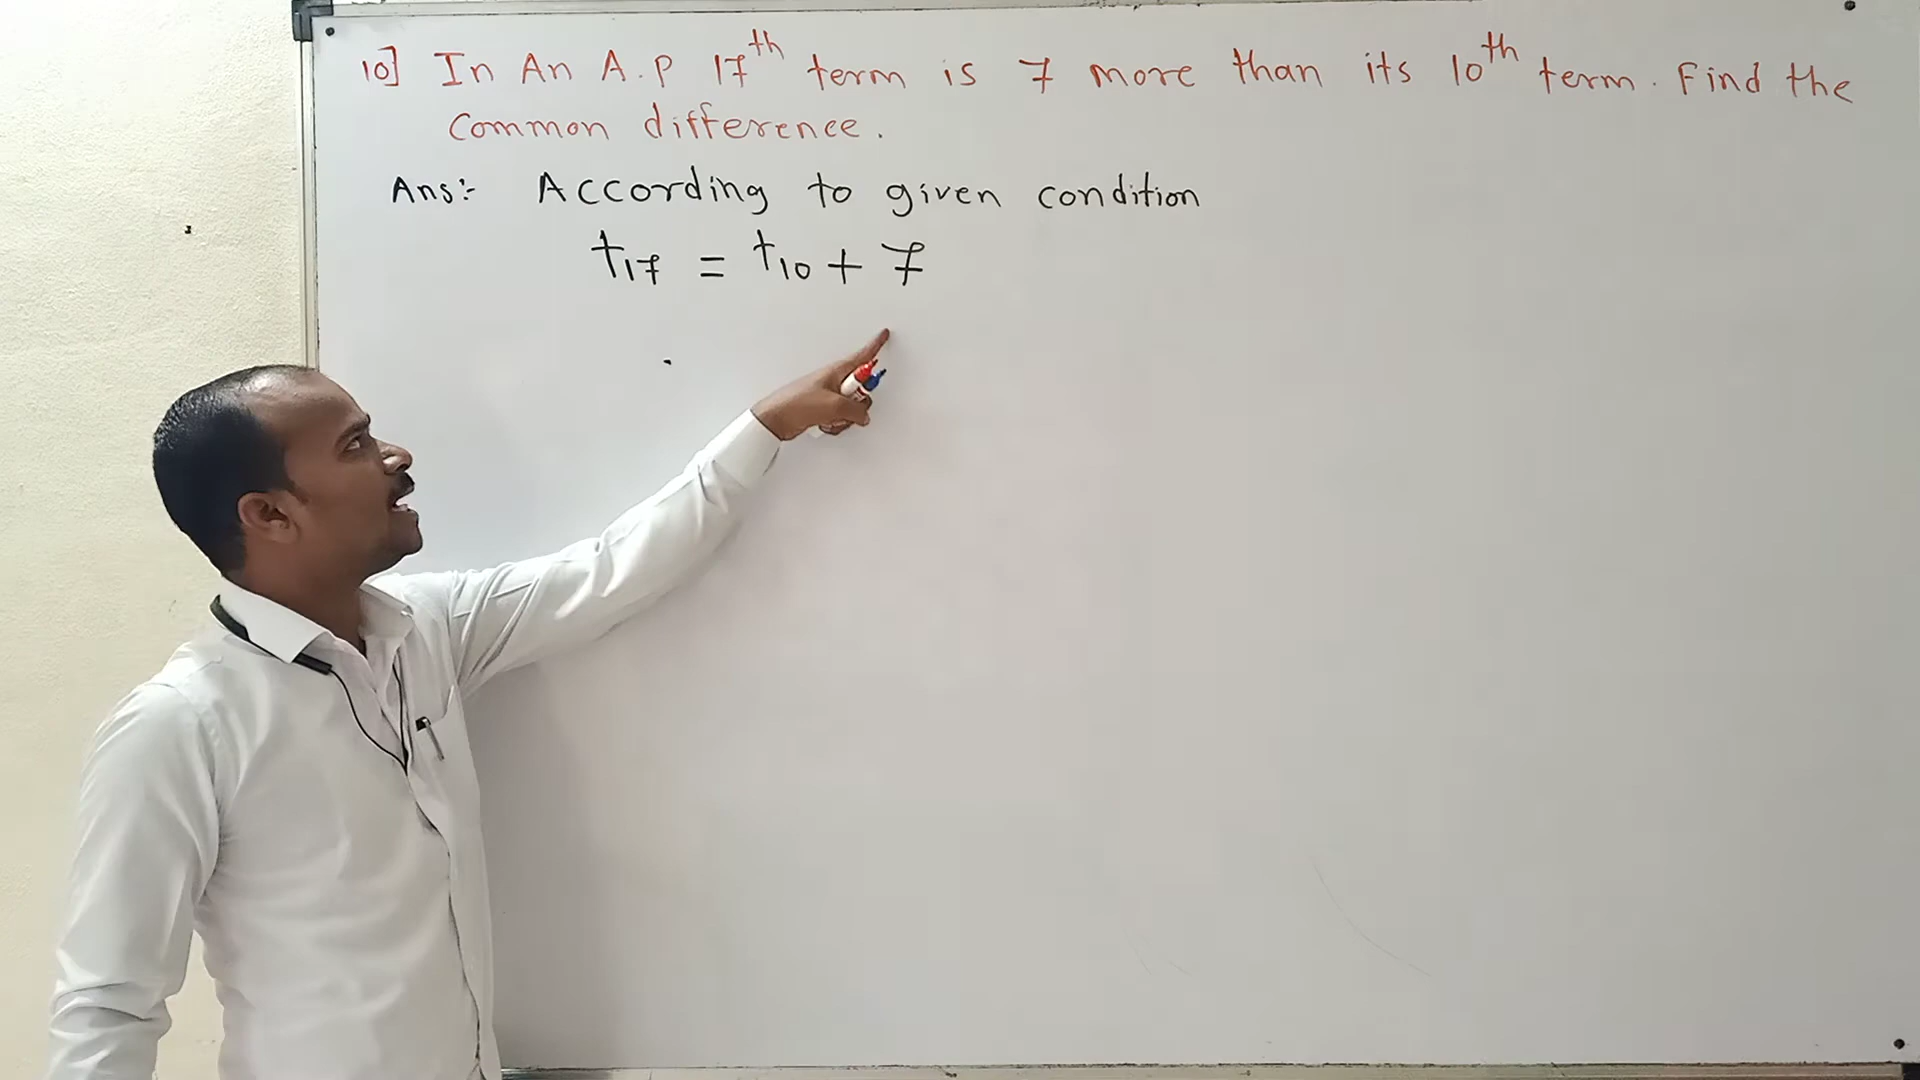 10] In An A.P 17th term is 7 more than its 10th term. Find the
Common difference.
Ans:- According to given condition
t17 = t10 + 7